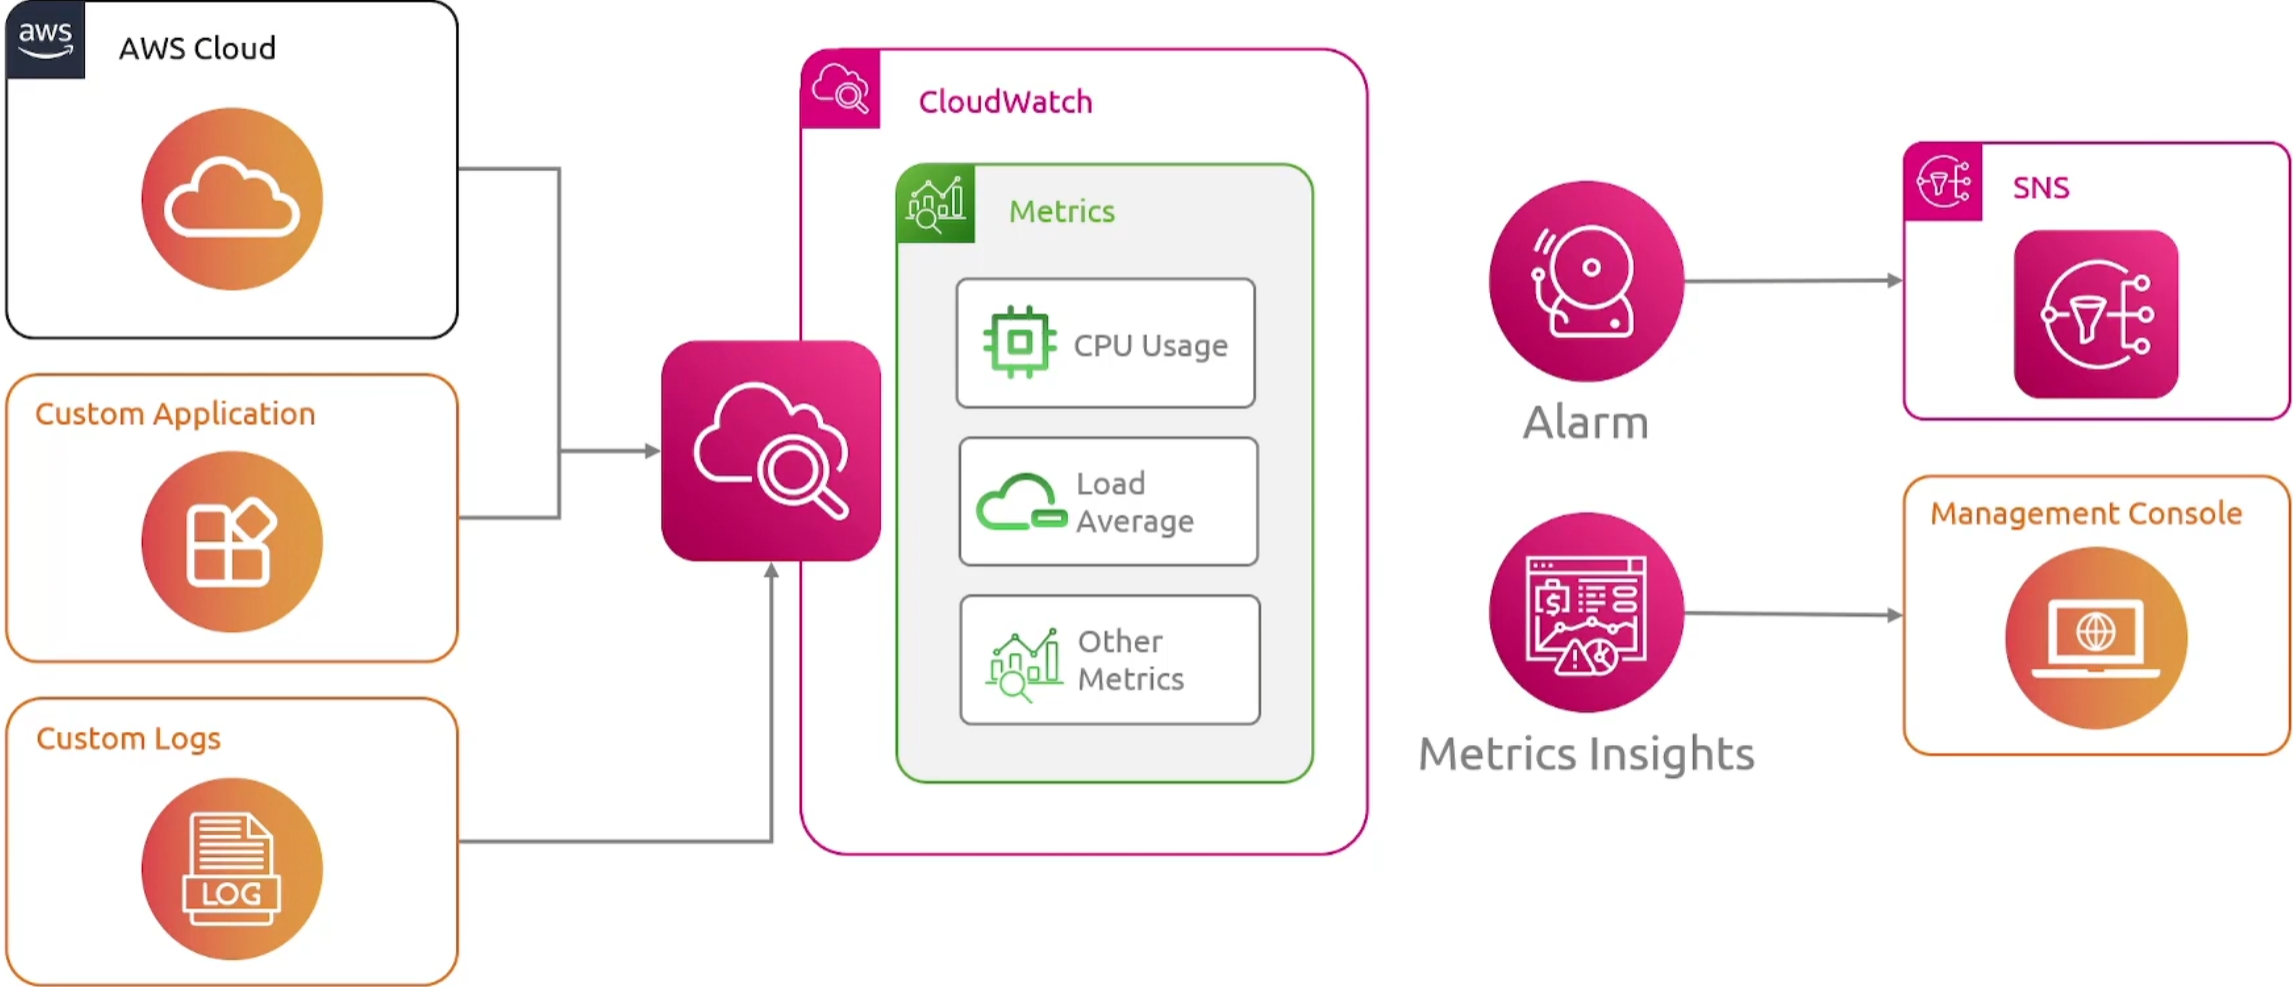 aws
AWS Cloud
Custom Application
Custom Logs
LOG
CloudWatch
Metrics
CPU Usage
Load
Average
Other
Metrics
Alarm
Metrics Insights
SNS
Management Console